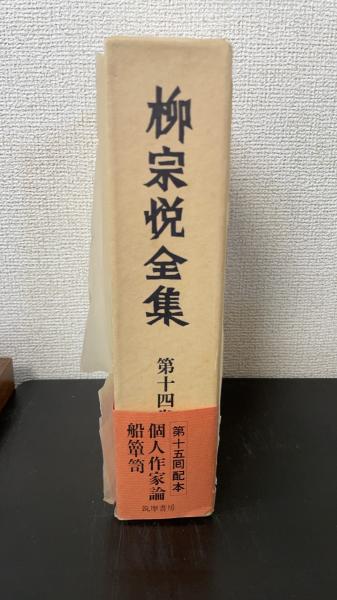 柳宗悦全集
第十四
第十五回配本
個人作家論
船簞笥
筑摩書房